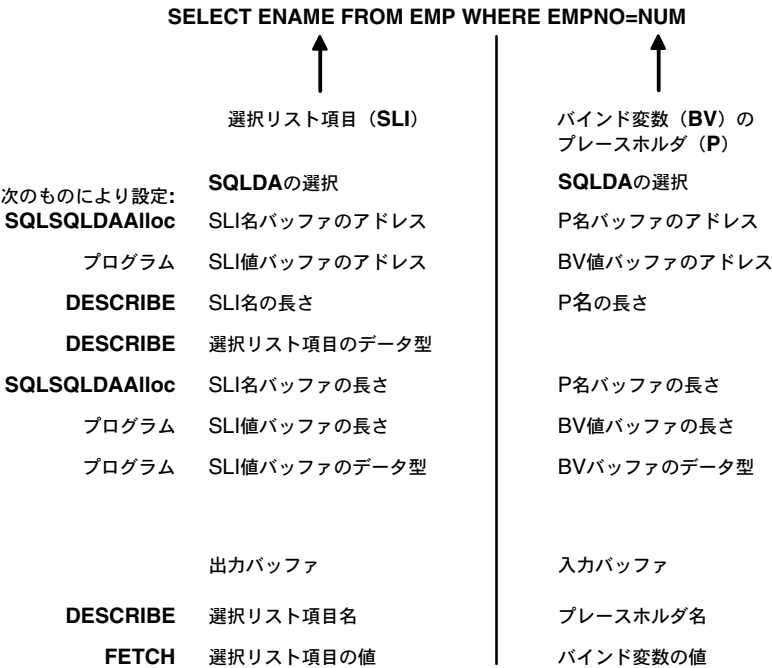 SELECT ENAME FROM EMP WHERE EMPNO=NUM
選択リスト項目（SLI）
バインド変数（BV）の
プレースホルダ（P）
次のものにより設定:
SQLDAの選択
SQLDAの選択
SQLSQLDAAlloc SLI名バッファのアドレス P名バッファのアドレス
プログラム SLI値バッファのアドレス BV値バッファのアドレス
DESCRIBE SLI名の長さ P名の長さ
DESCRIBE 選択リスト項目のデータ型
SQLSQLDAAlloc SLI名バッファの長さ P名バッファの長さ
プログラム SLI値バッファの長さ BV値バッファの長さ
プログラム SLI値バッファのデータ型 BVバッファのデータ型
出力バッファ 入力バッファ
DESCRIBE 選択リスト項目名 プレースホルダ名
FETCH 選択リスト項目の値 バインド変数の値